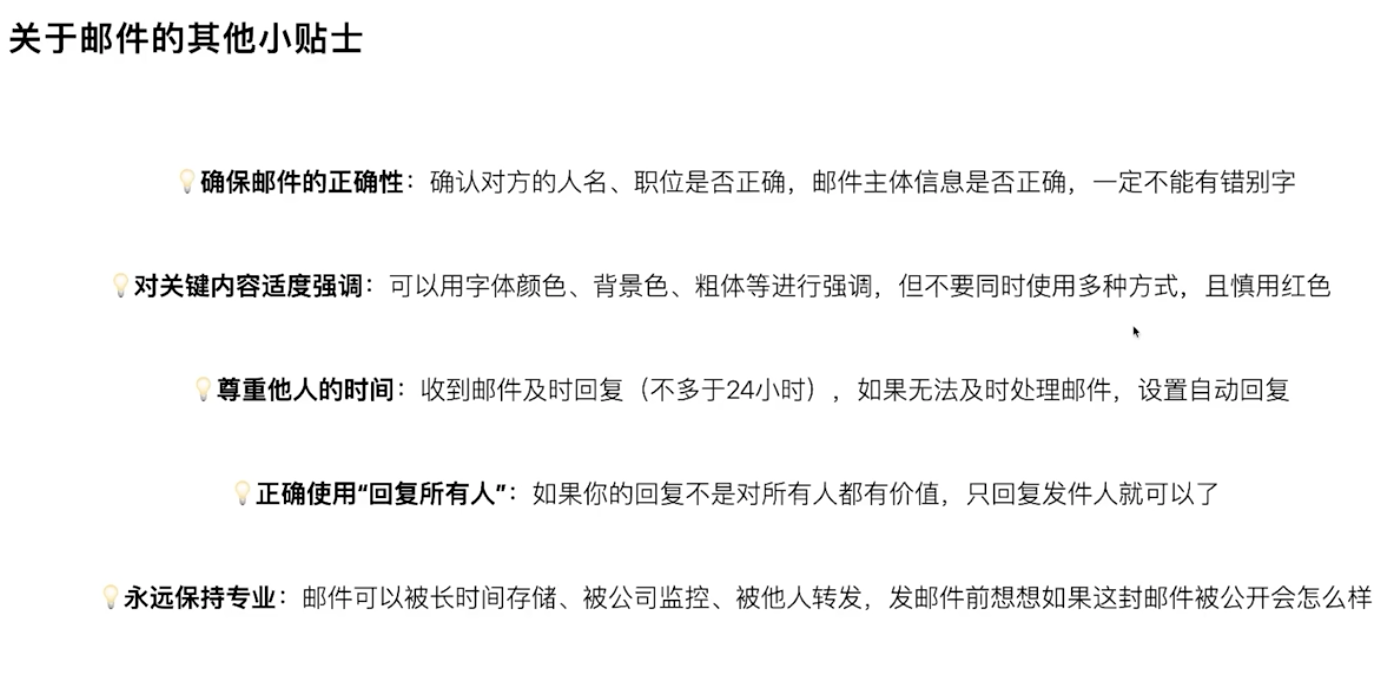 关于邮件的其他小贴士
💡确保邮件的正确性：确认对方的人名、职位是否正确，邮件主体信息是否正确，一定不能有错别字
💡对关键内容适度强调：可以用字体颜色、背景色、粗体等进行强调，但不要同时使用多种方式，且慎用红色
💡尊重他人的时间：收到邮件及时回复（不多于24小时），如果无法及时处理邮件，设置自动回复
💡正确使用“回复所有人”：如果你的回复不是对所有人都有价值，只回复发件人就可以了
💡永远保持专业：邮件可以被长时间存储、被公司监控、被他人转发，发邮件前想想如果这封邮件被公开会怎么样